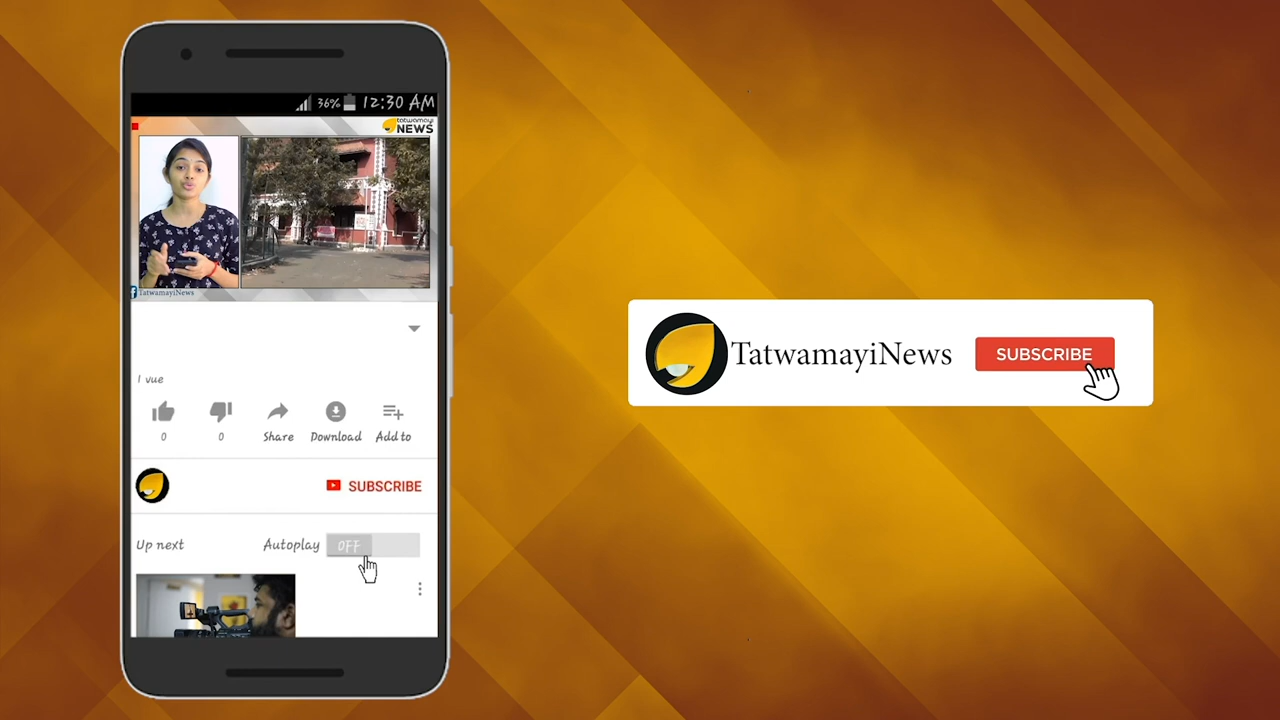 36% 12:30 AM
tatwamayi
NEWS
TatwamayiNews
1 vue
0 0 Share Download Add to
SUBSCRIBE
Up next Autoplay OFF
TatwamayiNews SUBSCRIBE